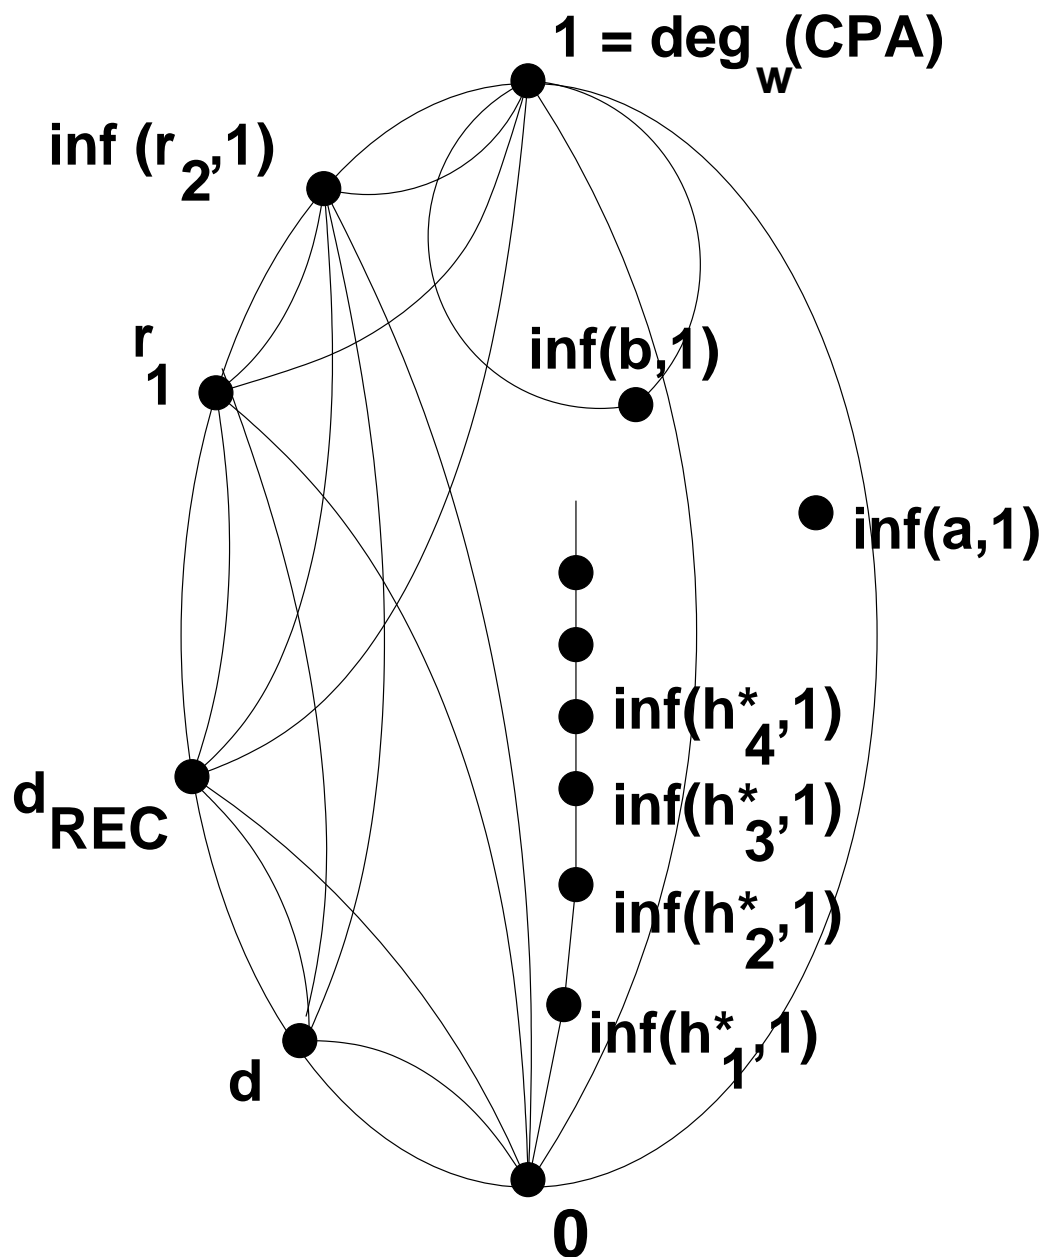 1 = deg_w(CPA)
inf (r_2,1)
r_1
inf(b,1)
inf(a,1)
inf(h*_4,1)
d_REC
inf(h*_3,1)
inf(h*_2,1)
inf(h*_1,1)
d
0